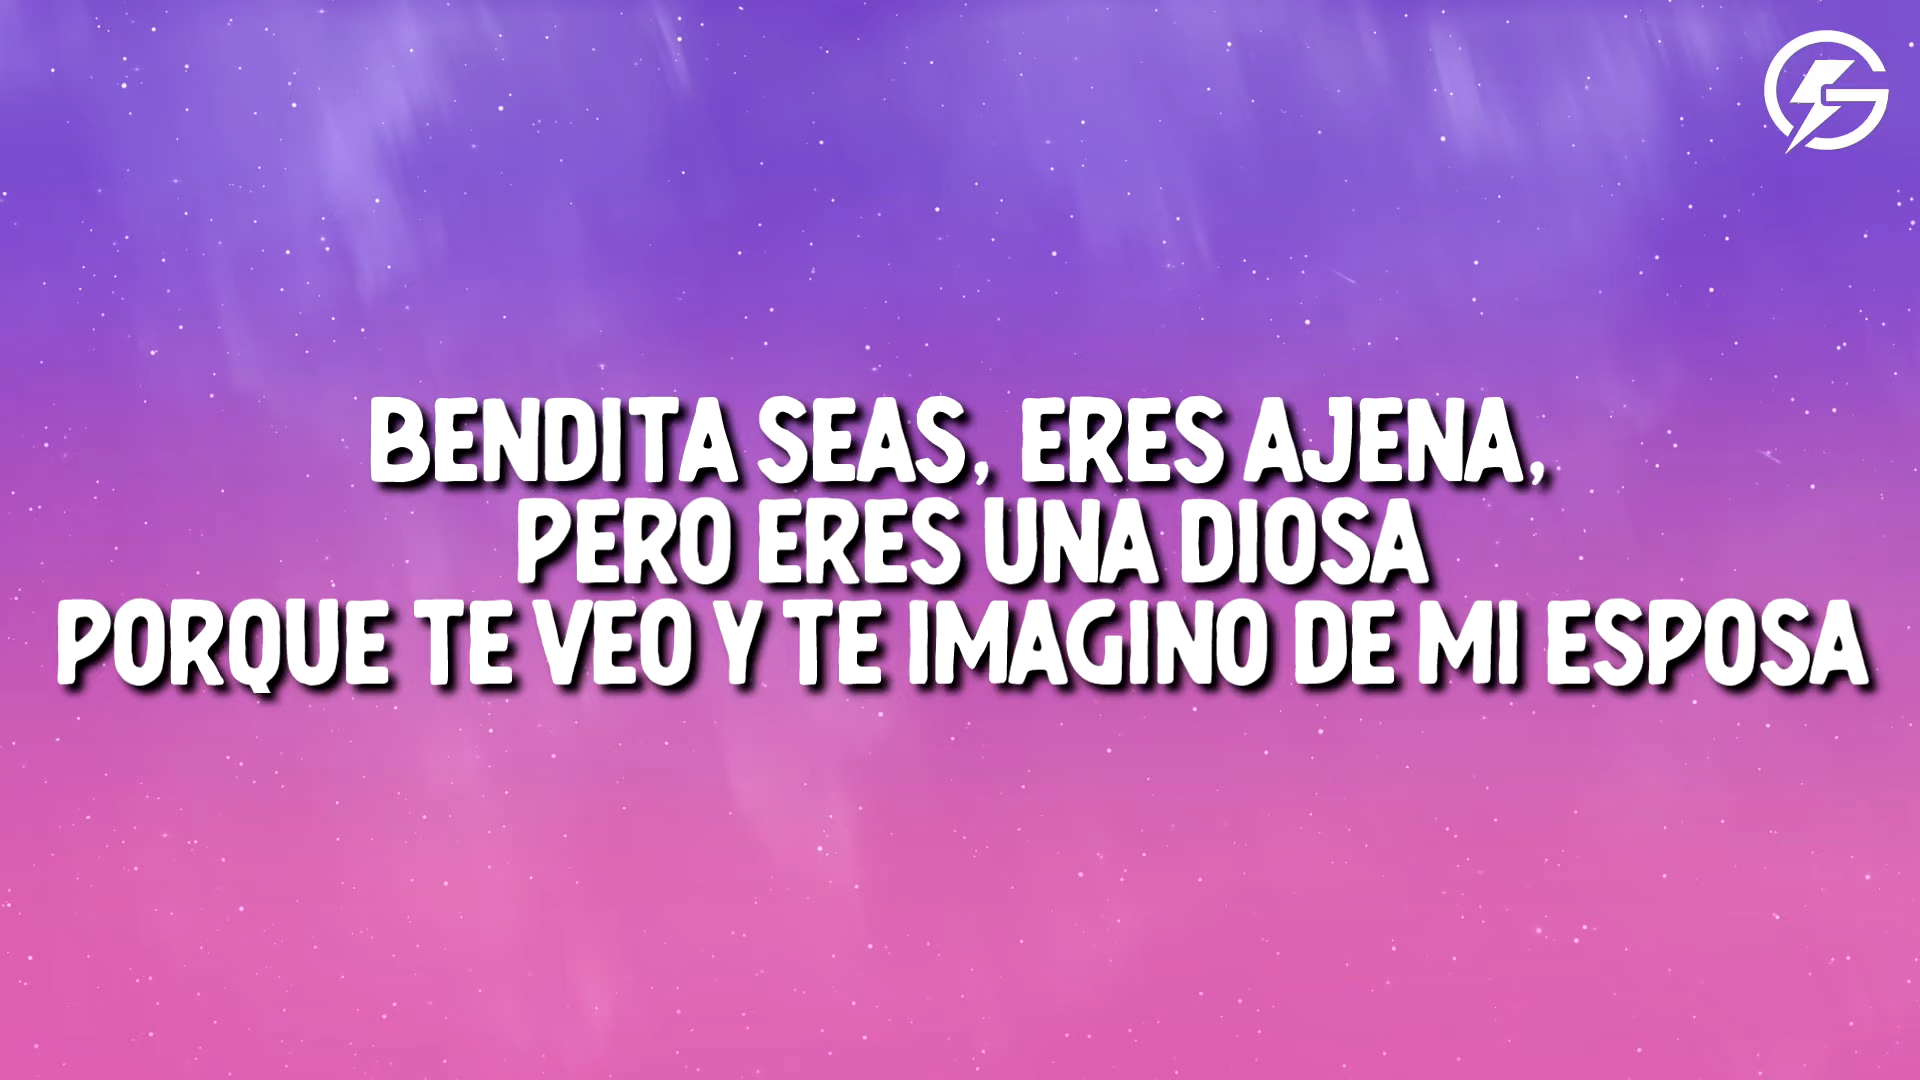 BENDITA SEAS, ERES AJENA,
PERO ERES UNA DIOSA
PORQUE TE VEO Y TE IMAGINO DE MI ESPOSA